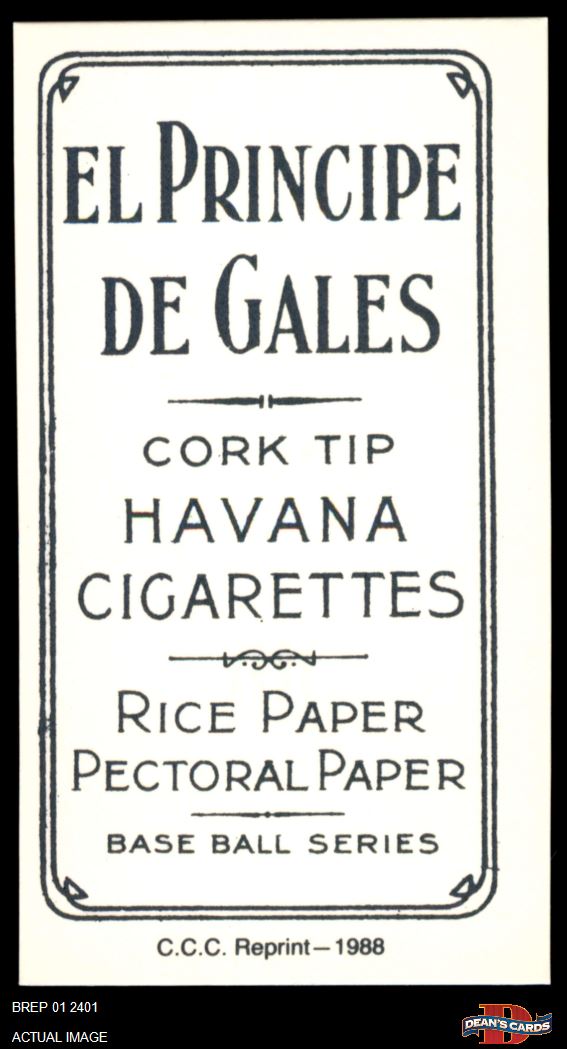 EL PRINCIPE
DE GALES
CORK TIP
HAVANA
CIGARETTES
RICE PAPER
PECTORAL PAPER
BASE BALL SERIES
C.C.C. Reprint—1988
BREP 01 2401
ACTUAL IMAGE
D
DEAN'S CARDS